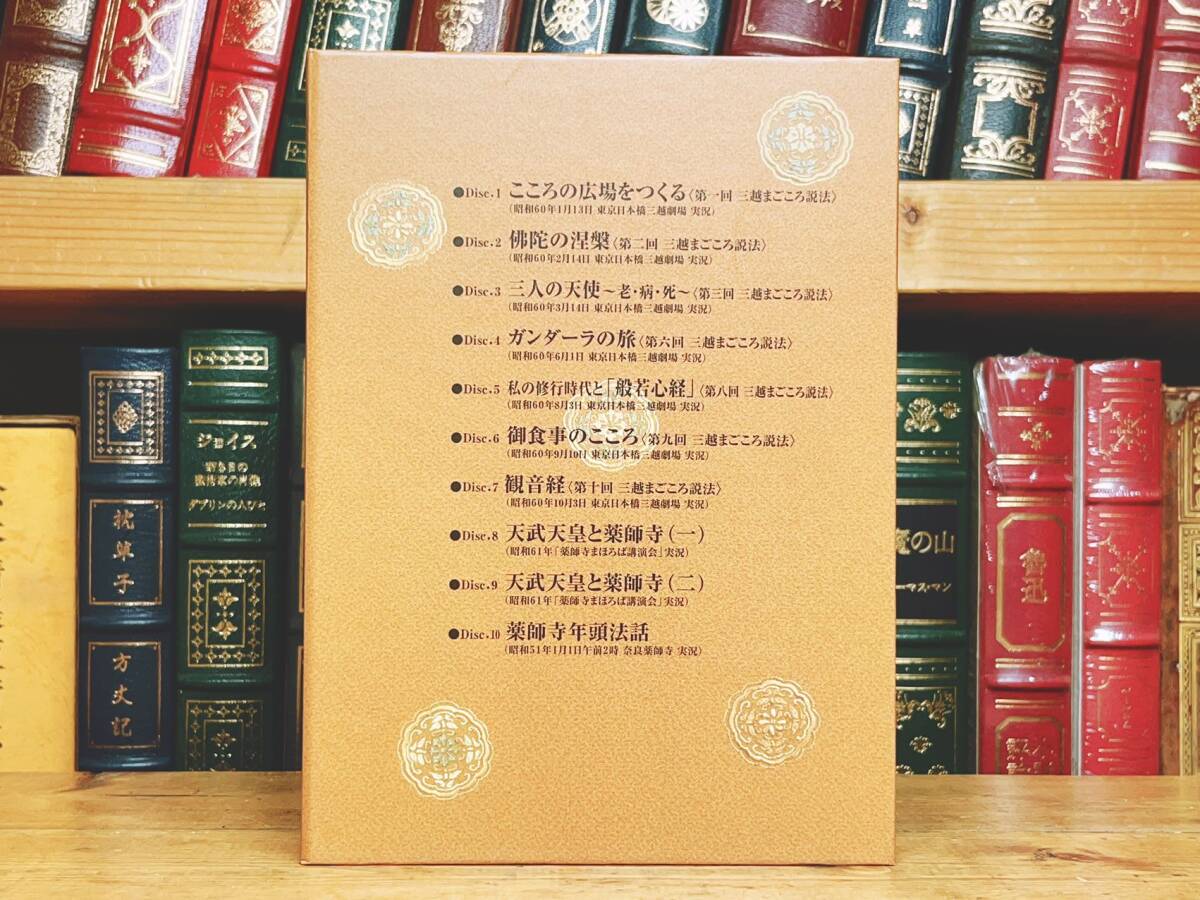 ●Disc.1 こころの広場をつくる〈第一回 三越まごころ説法〉
(昭和60年1月13日 東京日本橋三越劇場 実況)
●Disc.2 佛陀の涅槃〈第二回 三越まごころ説法〉
(昭和60年2月14日 東京日本橋三越劇場 実況)
●Disc.3 三人の天使〜老・病・死〜〈第三回 三越まごころ説法〉
(昭和60年3月14日 東京日本橋三越劇場 実況)
●Disc.4 ガンダーラの旅〈第六回 三越まごころ説法〉
(昭和60年6月1日 東京日本橋三越劇場 実況)
●Disc.5 私の修行時代と「般若心経」〈第八回 三越まごころ説法〉
(昭和60年8月3日 東京日本橋三越劇場 実況)
●Disc.6 御食事のこころ〈第九回 三越まごころ説法〉
(昭和60年9月10日 東京日本橋三越劇場 実況)
●Disc.7 観音経〈第十回 三越まごころ説法〉
(昭和60年10月3日 東京日本橋三越劇場 実況)
●Disc.8 天武天皇と薬師寺(一)
(昭和61年「薬師寺まほろば講演会」実況)
●Disc.9 天武天皇と薬師寺(二)
(昭和61年「薬師寺まほろば講演会」実況)
●Disc.10 薬師寺年頭法話
(昭和51年1月1日午前2時 奈良薬師寺 実況)
枕草子
方丈記
ジョイス
若き日の
芸術家の肖像
ダブリンの人びと
魔の山
トーマス・マン
魯迅